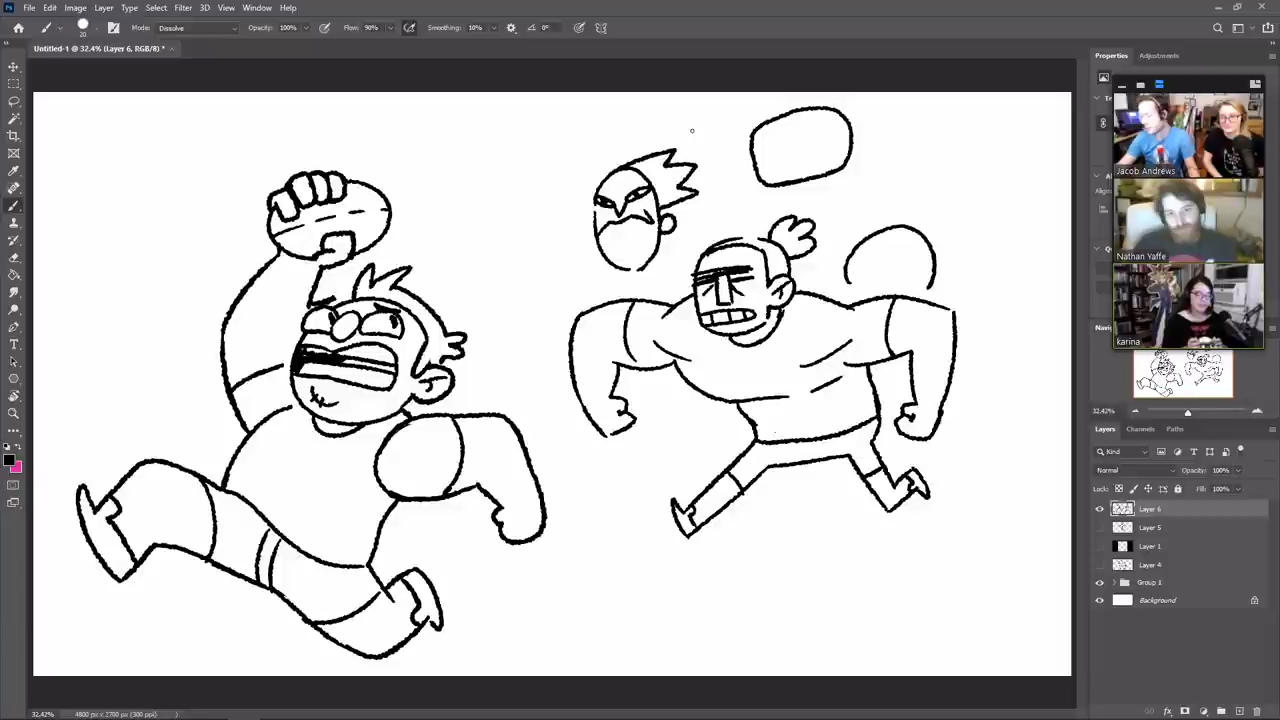 File Edit Image Layer Type Select Filter 3D View Window Help
20 Mode: Dissolve Opacity: 100% Flow: 90% Smoothing: 10% 0°
Untitled-1 @ 32.4% (Layer 6, RGB/8) *
Properties Adjustments
Jacob Andrews
Nathan Yaffe
karina
32.42%
Layers Channels Paths
Kind
Normal Opacity: 100%
Lock: Fill: 100%
Layer 6
Layer 5
Layer 1
Layer 4
Group 1
Background
32.42% 4800 px x 2700 px (300 ppi)